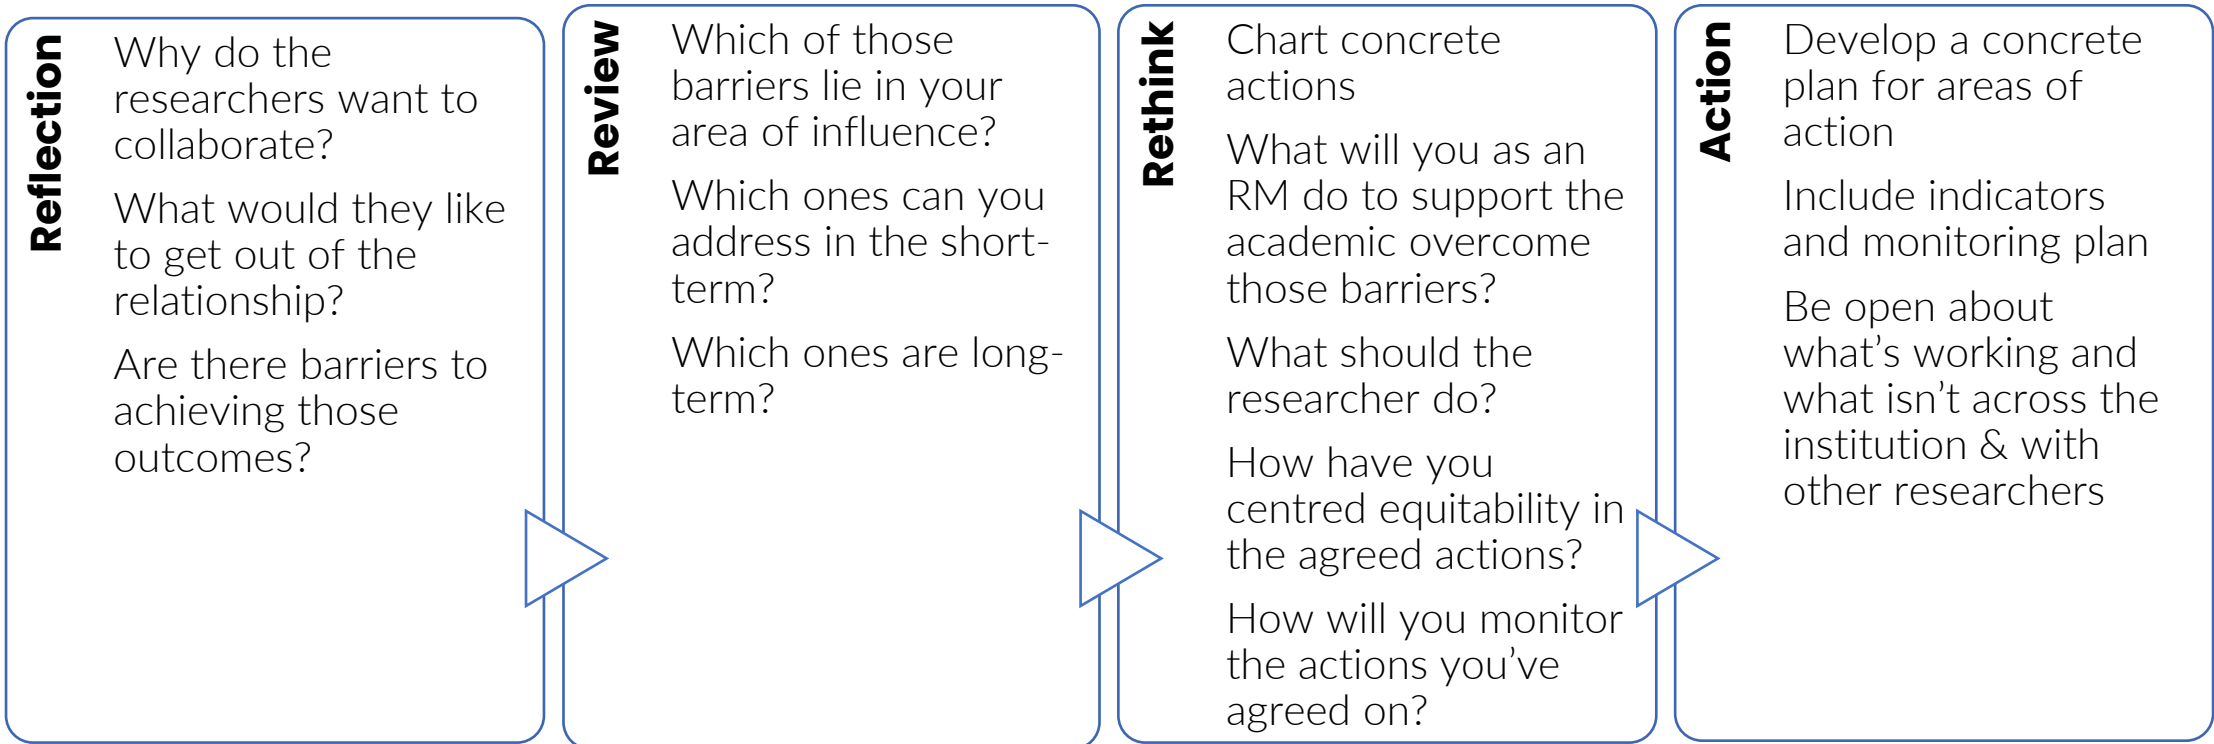 Reflection
Why do the
researchers want to
collaborate?
What would they like
to get out of the
relationship?
Are there barriers to
achieving those
outcomes?
Review
Which of those
barriers lie in your
area of influence?
Which ones can you
address in the short-
term?
Which ones are long-
term?
Rethink
Chart concrete
actions
What will you as an
RM do to support the
academic overcome
those barriers?
What should the
researcher do?
How have you
centred equitability in
the agreed actions?
How will you monitor
the actions you've
agreed on?
Action
Develop a concrete
plan for areas of
action
Include indicators
and monitoring plan
Be open about
what's working and
what isn't across the
institution & with
other researchers